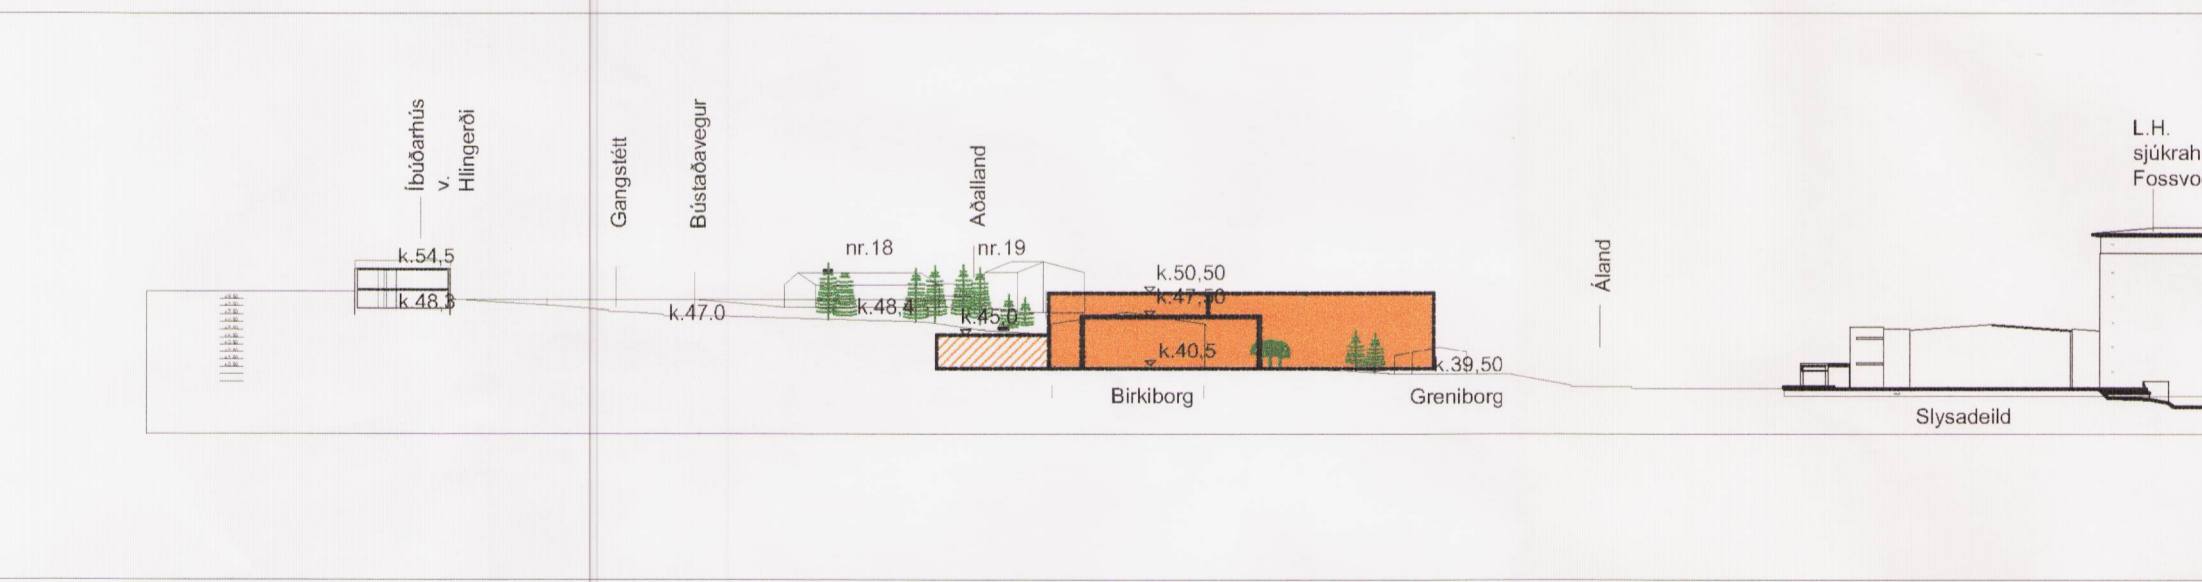 Íbúðarhús
v.
Hlíngerði
Gangstétt
Bústaðavegur
Aðalland
Áland
L.H.
sjúkrah
Fossvo
nr.18
nr.19
k.54,5
k.48,3
k.47.0
k.48,4
k.45,0
k.50,50
k.47,50
k.40,5
k.39,50
Birkiborg
Greniborg
Slysadeild